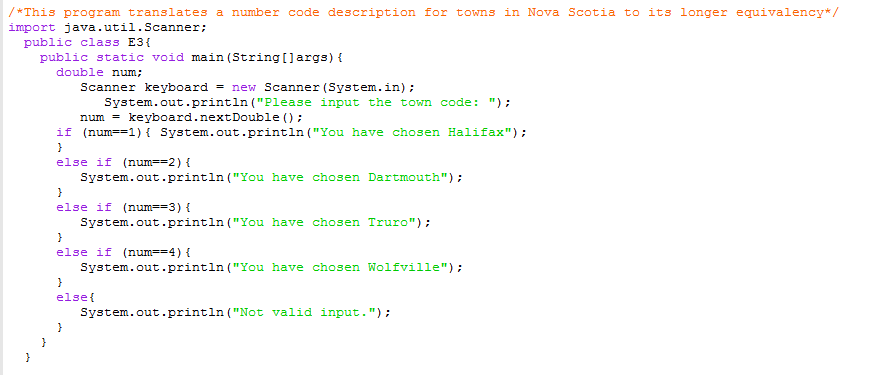 /*This program translates a number code description for towns in Nova Scotia to its longer equivalency*/
import java.util.Scanner;
public class E3{
public static void main(String[]args){
double num;
Scanner keyboard = new Scanner(System.in);
System.out.println("Please input the town code: ");
num = keyboard.nextDouble();
if (num==1){ System.out.println("You have chosen Halifax");
}
else if (num==2){
System.out.println("You have chosen Dartmouth");
}
else if (num==3){
System.out.println("You have chosen Truro");
}
else if (num==4){
System.out.println("You have chosen Wolfville");
}
else{
System.out.println("Not valid input.");
}
}
}